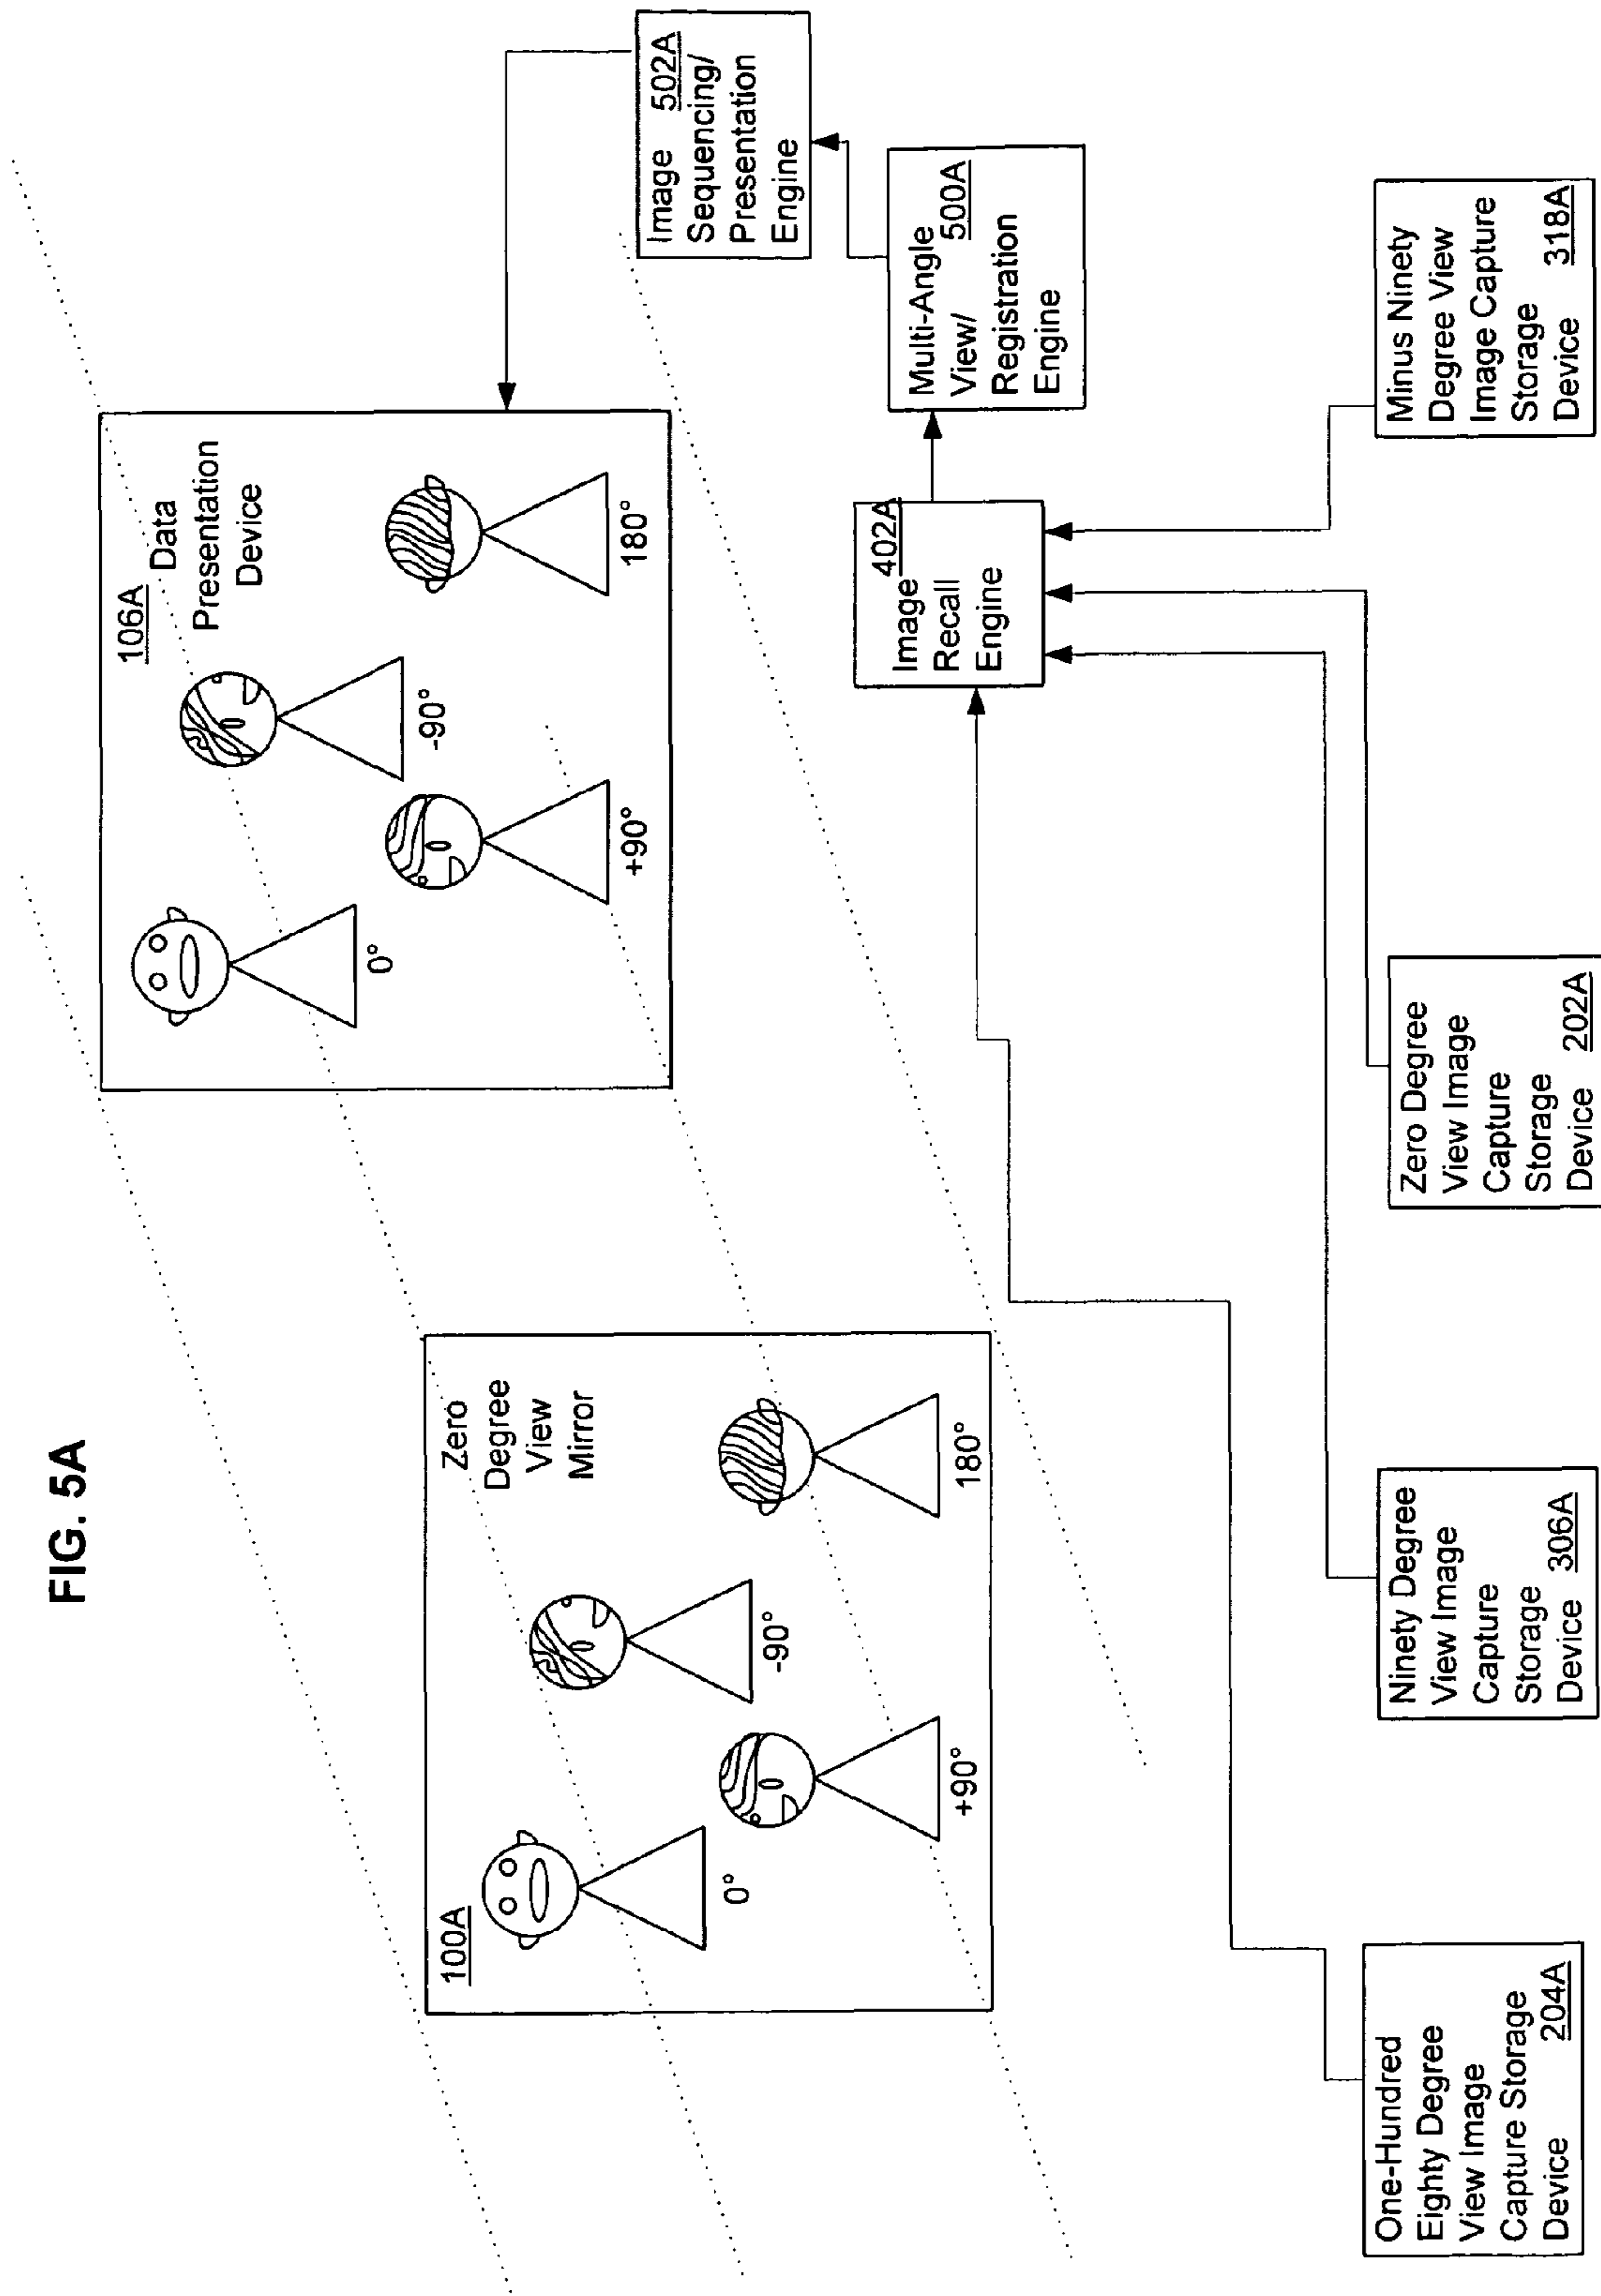 FIG. 5A
100A
Zero
Degree
View
Mirror
0°
-90°
+90°
180°
106A
Data
Presentation
Device
0°
-90°
+90°
180°
Image 502A
Sequencing/
Presentation
Engine
Multi-Angle
View/ 500A
Registration
Engine
402A
Image
Recall
Engine
One-Hundred
Eighty Degree
View Image
Capture Storage
Device 204A
Ninety Degree
View Image
Capture
Storage
Device 306A
Zero Degree
View Image
Capture
Storage
Device 202A
Minus Ninety
Degree View
Image Capture
Storage
Device 318A